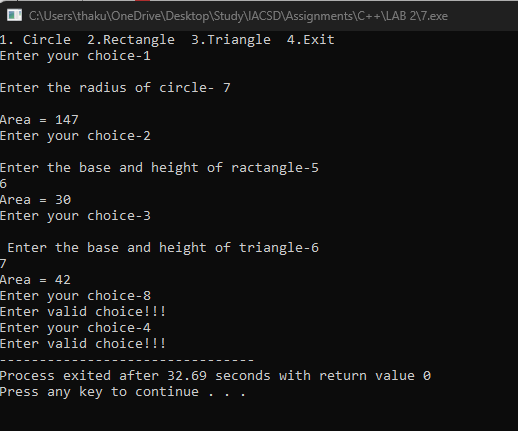 C:\Users\thaku\OneDrive\Desktop\Study\IACSD\Assignments\C++\LAB 2\7.exe
1. Circle  2.Rectangle  3.Triangle  4.Exit
Enter your choice-1
Enter the radius of circle- 7
Area = 147
Enter your choice-2
Enter the base and height of ractangle-5
6
Area = 30
Enter your choice-3
Enter the base and height of triangle-6
7
Area = 42
Enter your choice-8
Enter valid choice!!!
Enter your choice-4
Enter valid choice!!!
--------------------------------
Process exited after 32.69 seconds with return value 0
Press any key to continue . . .